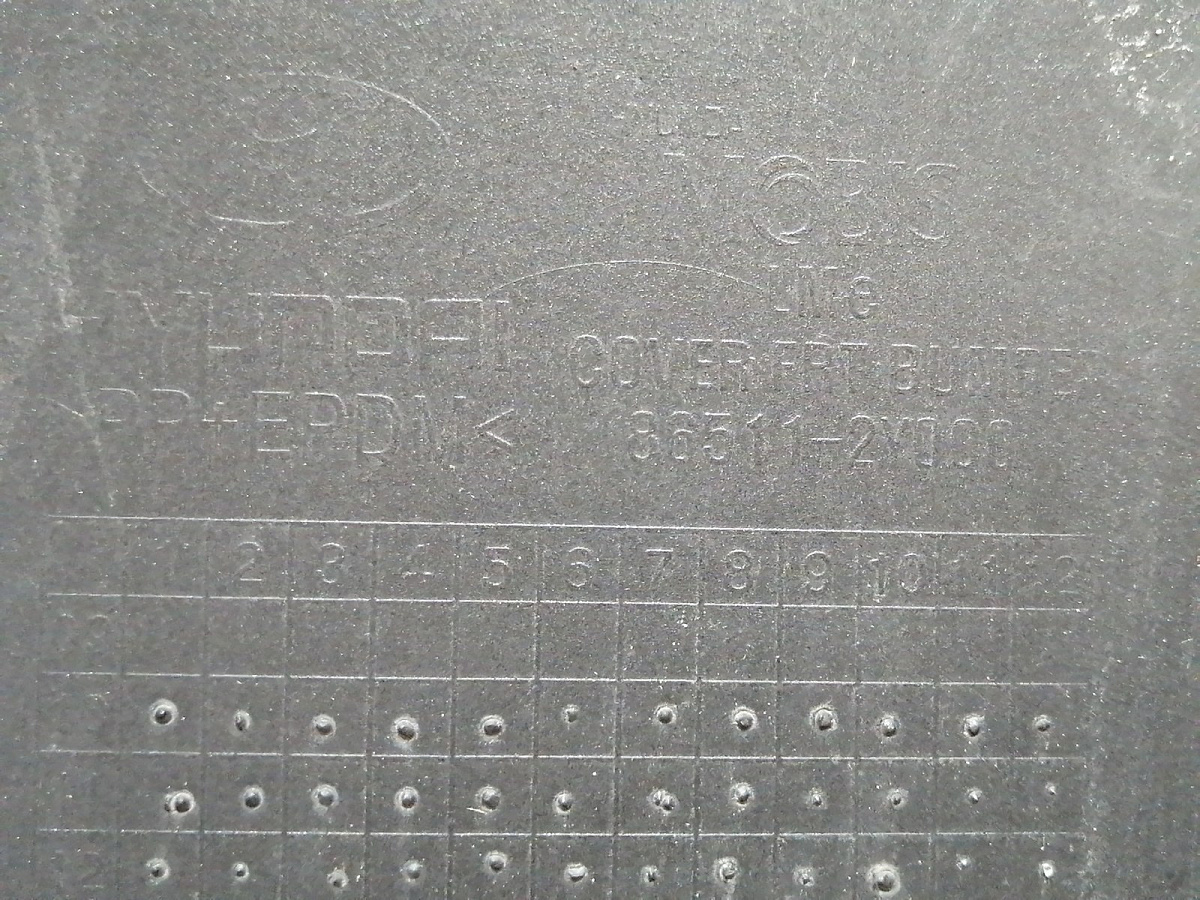 MOBIS
LM:e
HYUNDAI
COVER FRT BUMPER
>PP+EPDM<
86511-2Y000
1 2 3 4 5 6 7 8 9 10 11 12